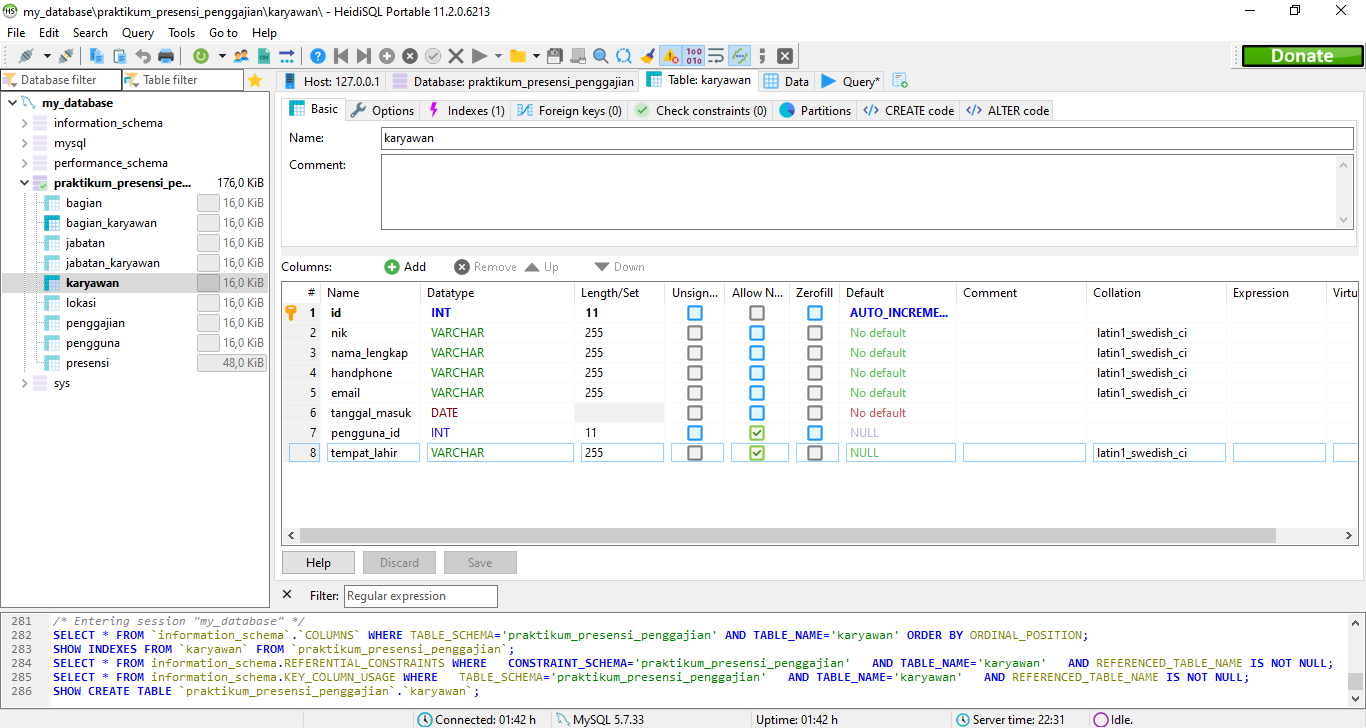 HS my_database\praktikum_presensi_penggajian\karyawan\ - HeidiSQL Portable 11.2.0.6213
File Edit Search Query Tools Go to Help
Donate
Database filter Table filter Host: 127.0.0.1 Database: praktikum_presensi_penggajian Table: karyawan Data Query*
my_database
information_schema
mysql
performance_schema
praktikum_presensi_pe... 176,0 KiB
bagian 16,0 KiB
bagian_karyawan 16,0 KiB
jabatan 16,0 KiB
jabatan_karyawan 16,0 KiB
karyawan 16,0 KiB
lokasi 16,0 KiB
penggajian 16,0 KiB
pengguna 16,0 KiB
presensi 48,0 KiB
sys
Basic Options Indexes (1) Foreign keys (0) Check constraints (0) Partitions CREATE code ALTER code
Name: karyawan
Comment:
Columns: Add Remove Up Down
# Name Datatype Length/Set Unsign... Allow N... Zerofill Default Comment Collation Expression Virtu
1 id INT 11 AUTO_INCREME...
2 nik VARCHAR 255 No default latin1_swedish_ci
3 nama_lengkap VARCHAR 255 No default latin1_swedish_ci
4 handphone VARCHAR 255 No default latin1_swedish_ci
5 email VARCHAR 255 No default latin1_swedish_ci
6 tanggal_masuk DATE No default
7 pengguna_id INT 11 NULL
8 tempat_lahir VARCHAR 255 NULL latin1_swedish_ci
Help Discard Save
Filter: Regular expression
281 /* Entering session "my_database" */
282 SELECT * FROM `information_schema`.`COLUMNS` WHERE TABLE_SCHEMA='praktikum_presensi_penggajian' AND TABLE_NAME='karyawan' ORDER BY ORDINAL_POSITION;
283 SHOW INDEXES FROM `karyawan` FROM `praktikum_presensi_penggajian`;
284 SELECT * FROM information_schema.REFERENTIAL_CONSTRAINTS WHERE   CONSTRAINT_SCHEMA='praktikum_presensi_penggajian'   AND TABLE_NAME='karyawan'   AND REFERENCED_TABLE_NAME IS NOT NULL;
285 SELECT * FROM information_schema.KEY_COLUMN_USAGE WHERE   TABLE_SCHEMA='praktikum_presensi_penggajian'   AND TABLE_NAME='karyawan'   AND REFERENCED_TABLE_NAME IS NOT NULL;
286 SHOW CREATE TABLE `praktikum_presensi_penggajian`.`karyawan`;
Connected: 01:42 h MySQL 5.7.33 Uptime: 01:42 h Server time: 22:31 Idle.